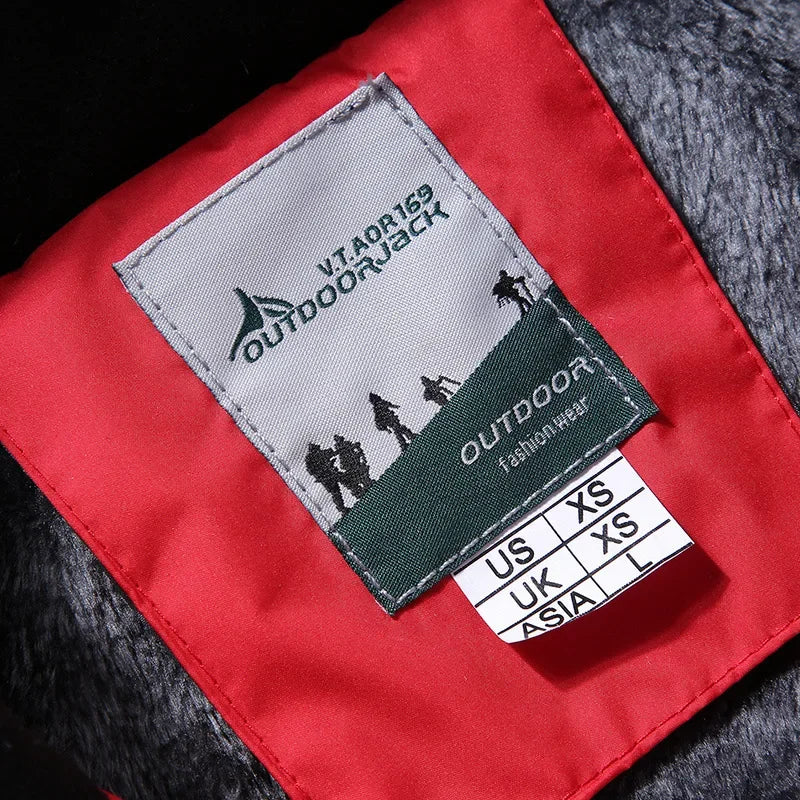 V.T.AOR169
OUTDOORJACK
OUTDOOR
fashion wear
US XS
UK XS
ASIA L